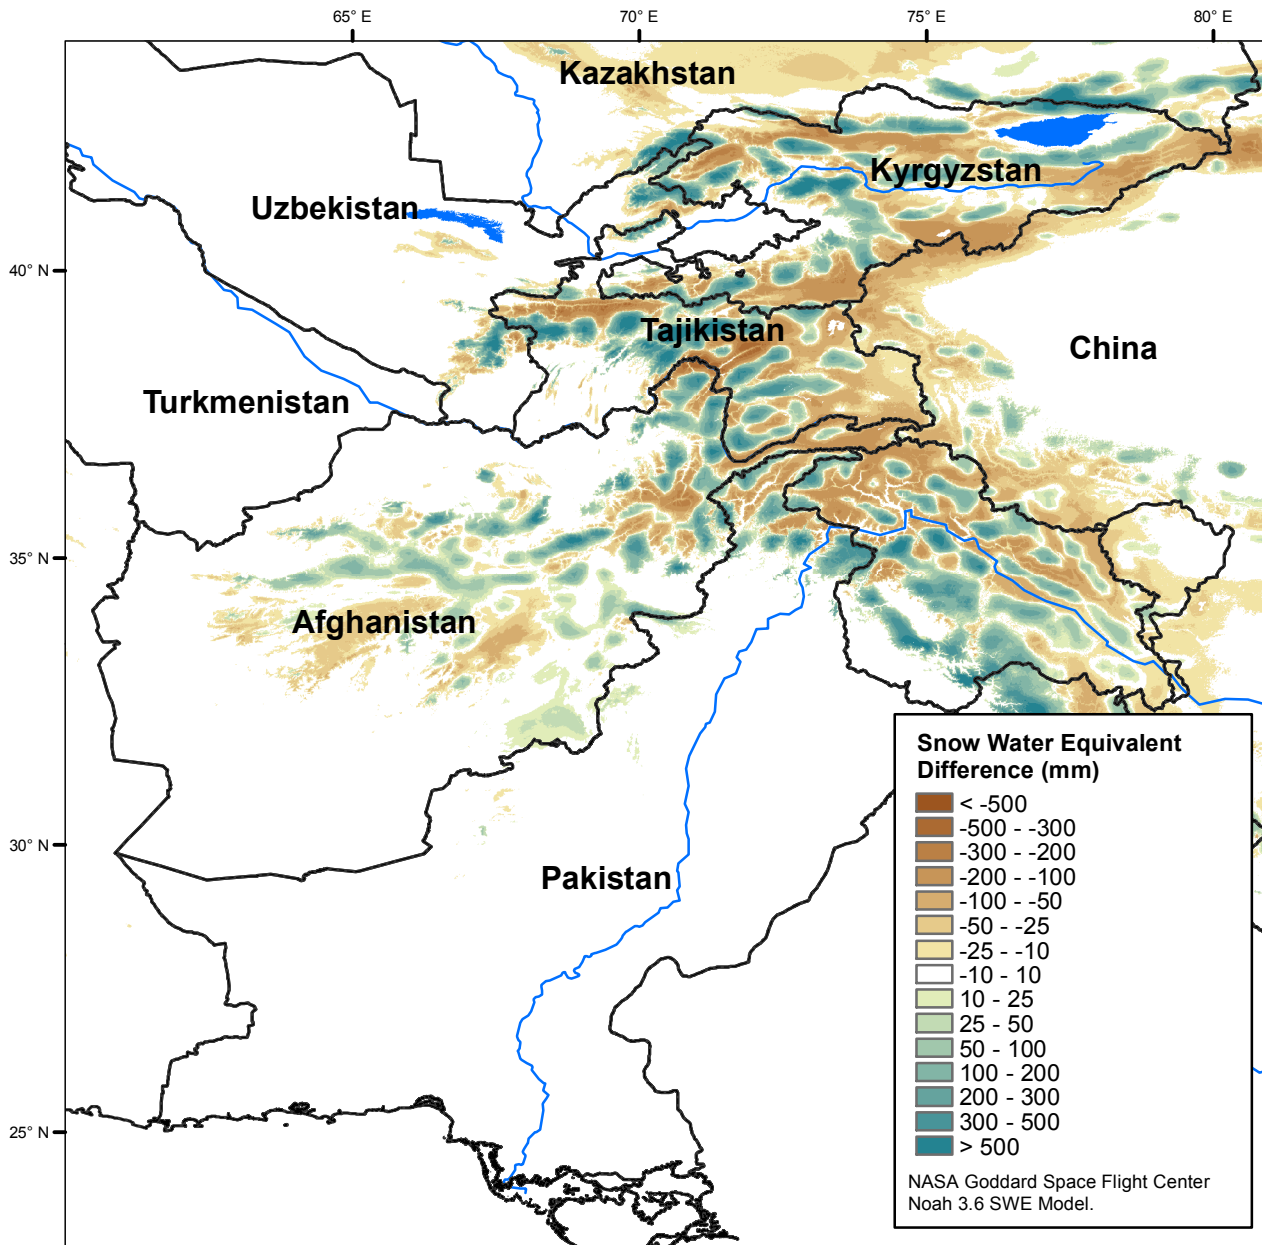 65° E
70° E
75° E
80° E
Kazakhstan
Kyrgyzstan
Uzbekistan
40° N
Tajikistan
China
Turkmenistan
35° N
Afghanistan
Snow Water Equivalent
Difference (mm)
< -500
-500 - -300
-300 - -200
-200 - -100
-100 - -50
-50 - -25
-25 - -10
-10 - 10
10 - 25
25 - 50
50 - 100
100 - 200
200 - 300
300 - 500
> 500
NASA Goddard Space Flight Center
Noah 3.6 SWE Model.
30° N
Pakistan
25° N